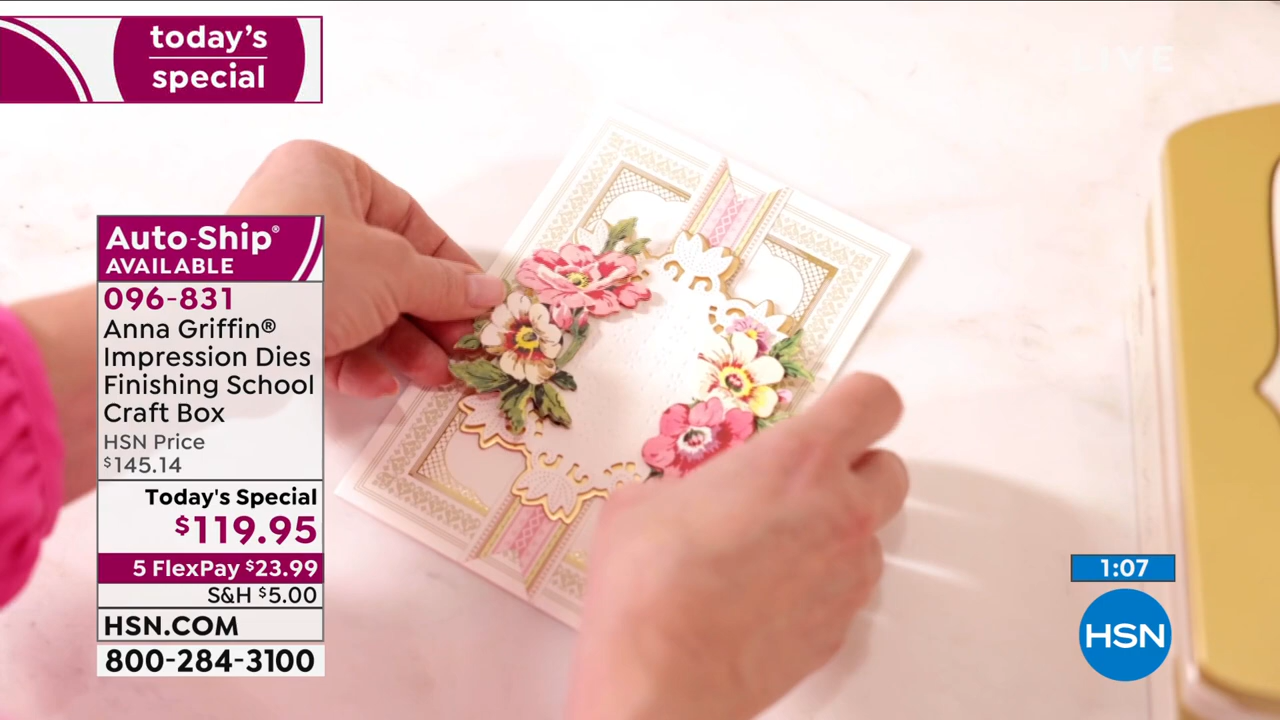 today's
special
LIVE
Auto-Ship®
AVAILABLE
096-831
Anna Griffin®
Impression Dies
Finishing School
Craft Box
HSN Price
$145.14
Today's Special
$119.95
5 FlexPay $23.99
S&H $5.00
HSN.COM
800-284-3100
1:07
HSN